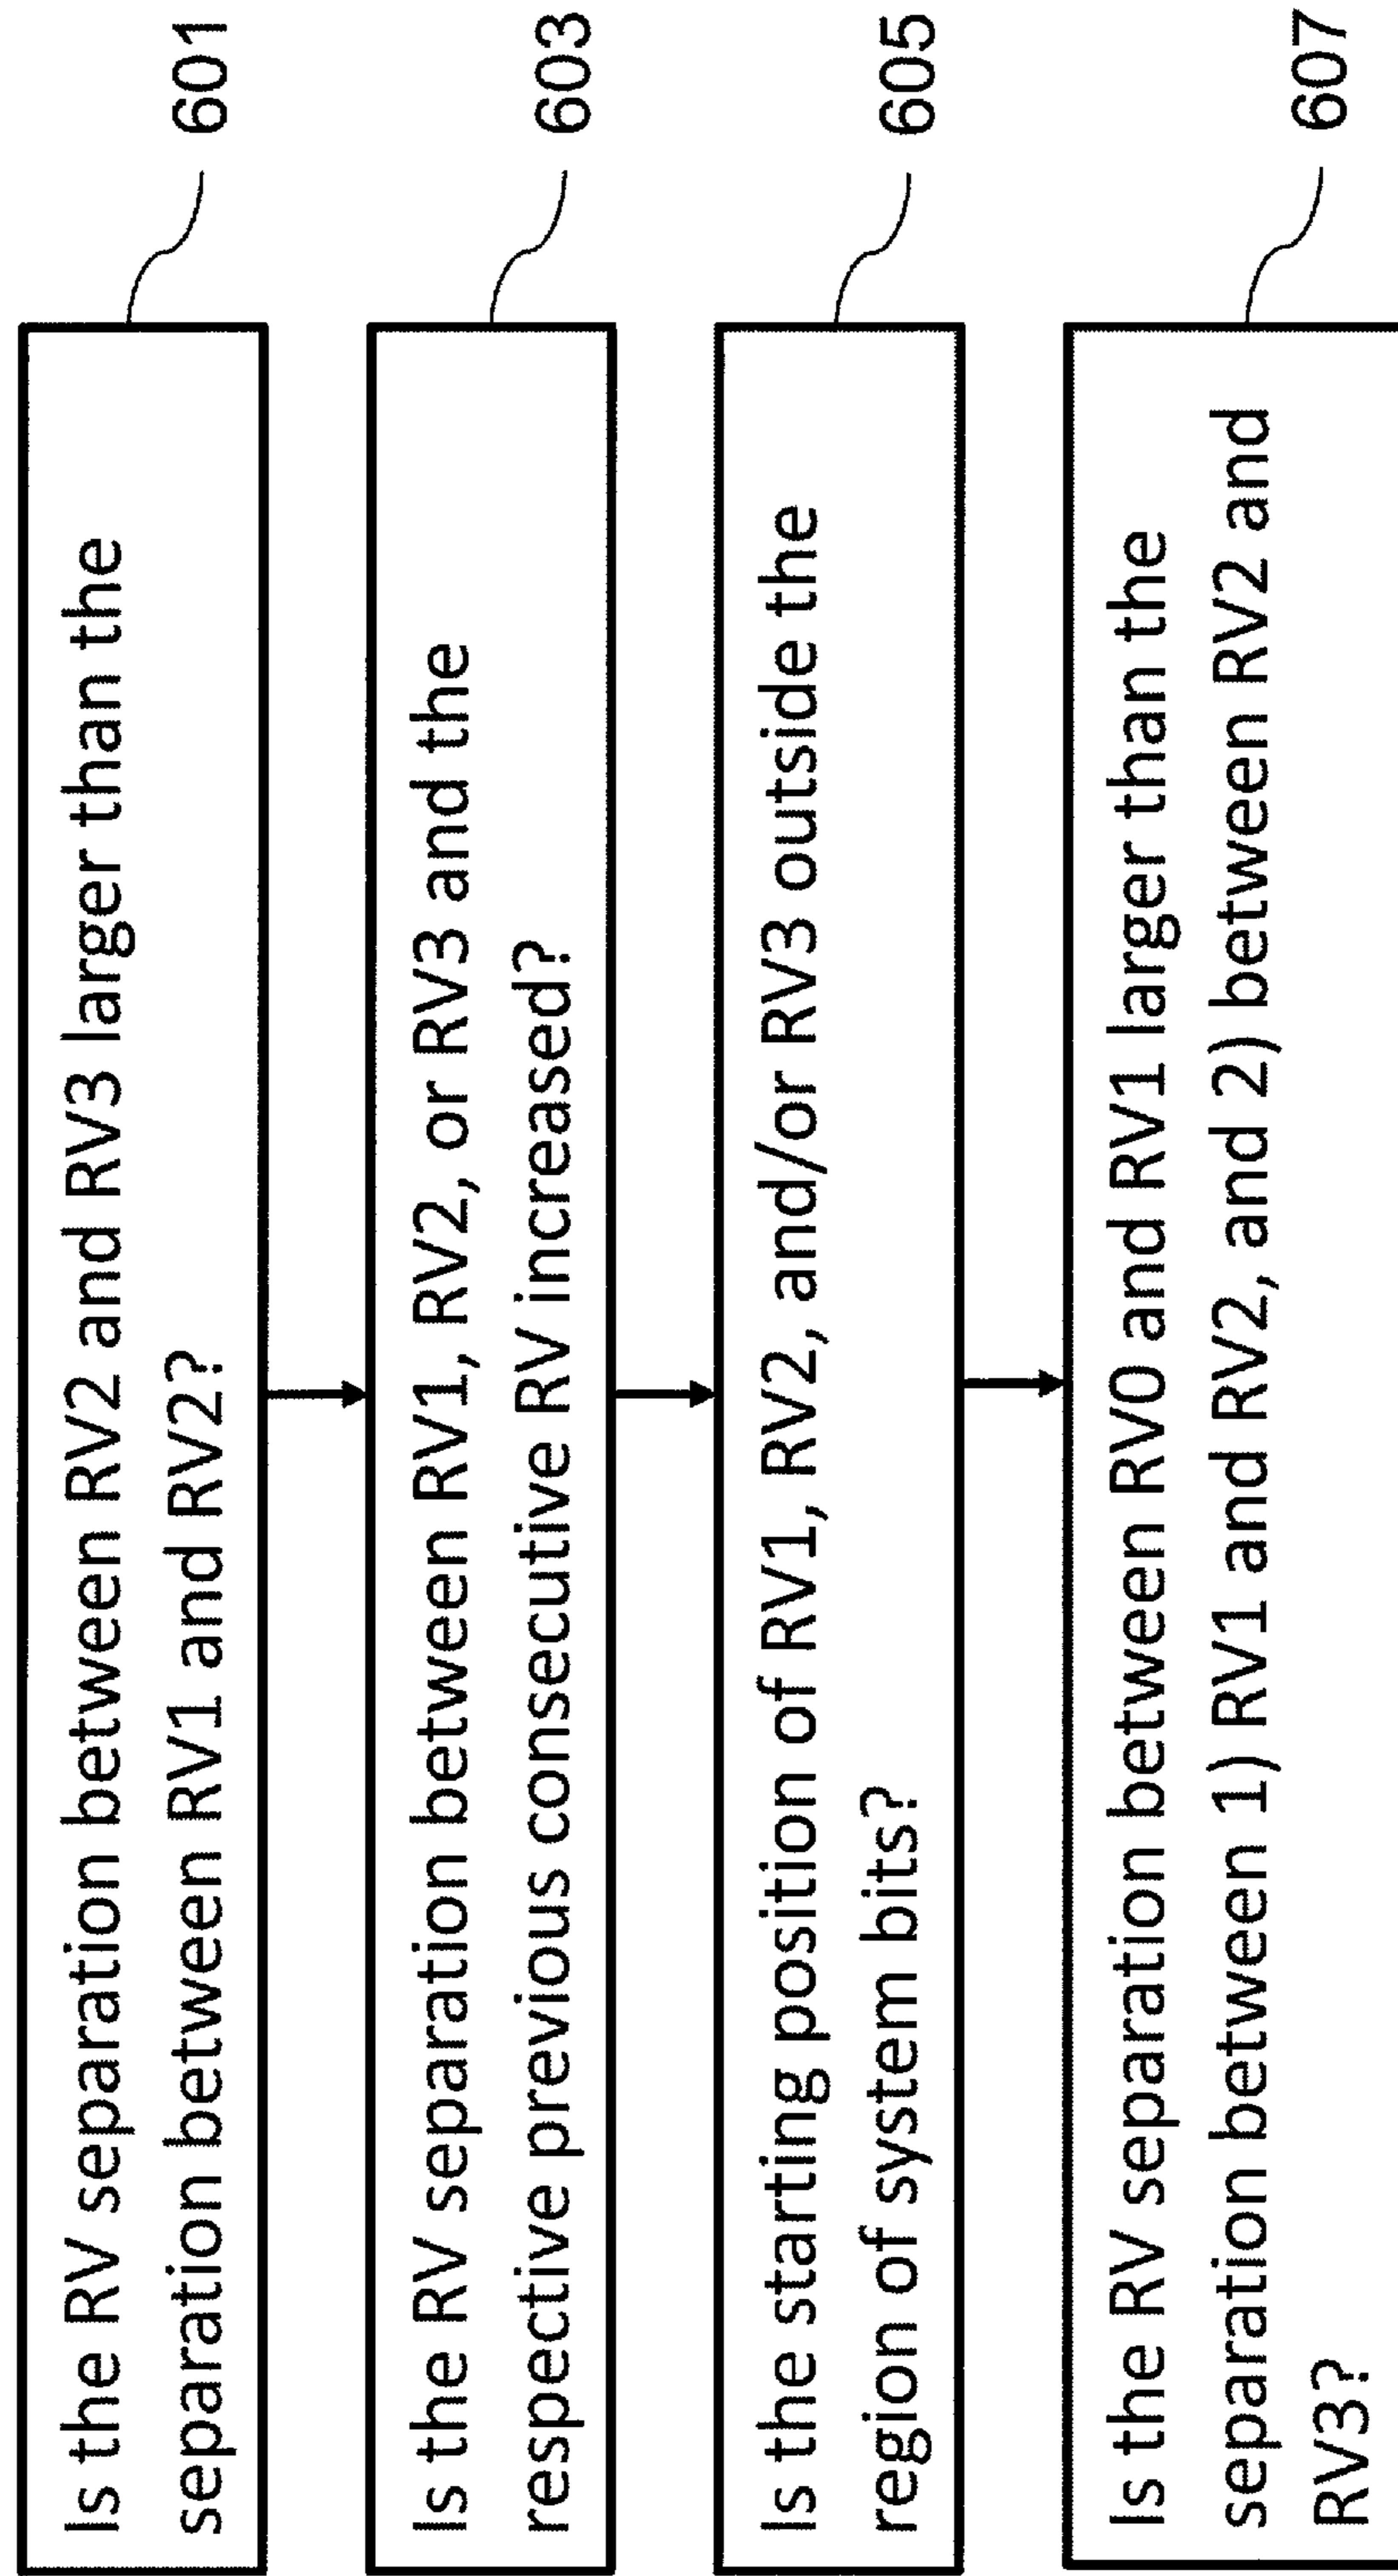 Is the RV separation between RV2 and RV3 larger than the
separation between RV1 and RV2?
601
Is the RV separation between RV1, RV2, or RV3 and the
respective previous consecutive RV increased?
603
Is the starting position of RV1, RV2, and/or RV3 outside the
region of system bits?
605
Is the RV separation between RV0 and RV1 larger than the
separation between 1) RV1 and RV2, and 2) between RV2 and
RV3?
607